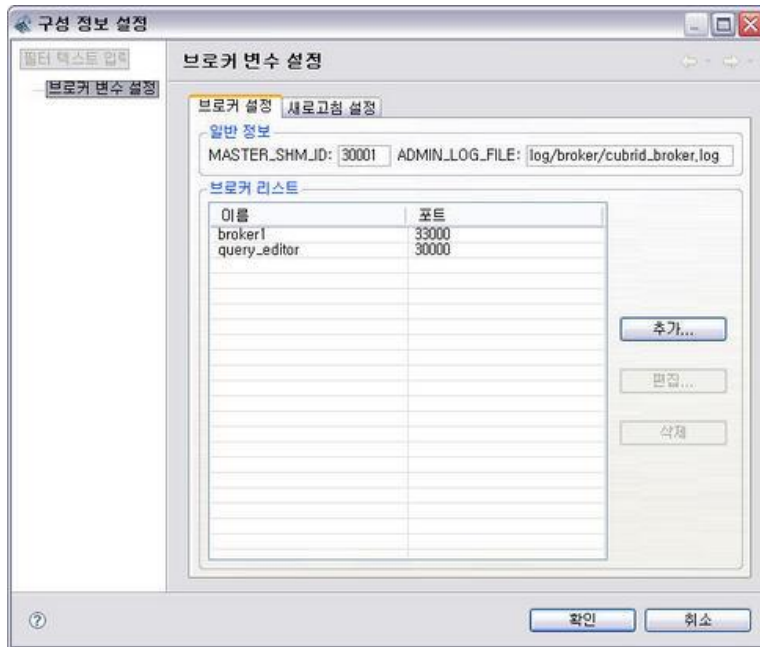 구성 정보 설정
필터 텍스트 입력
브로커 변수 설정
브로커 변수 설정
브로커 설정 새로고침 설정
일반 정보
MASTER_SHM_ID: 30001 ADMIN_LOG_FILE: log/broker/cubrid_broker.log
브로커 리스트
이름 포트
broker1 33000
query_editor 30000
추가...
편집...
삭제
확인 취소